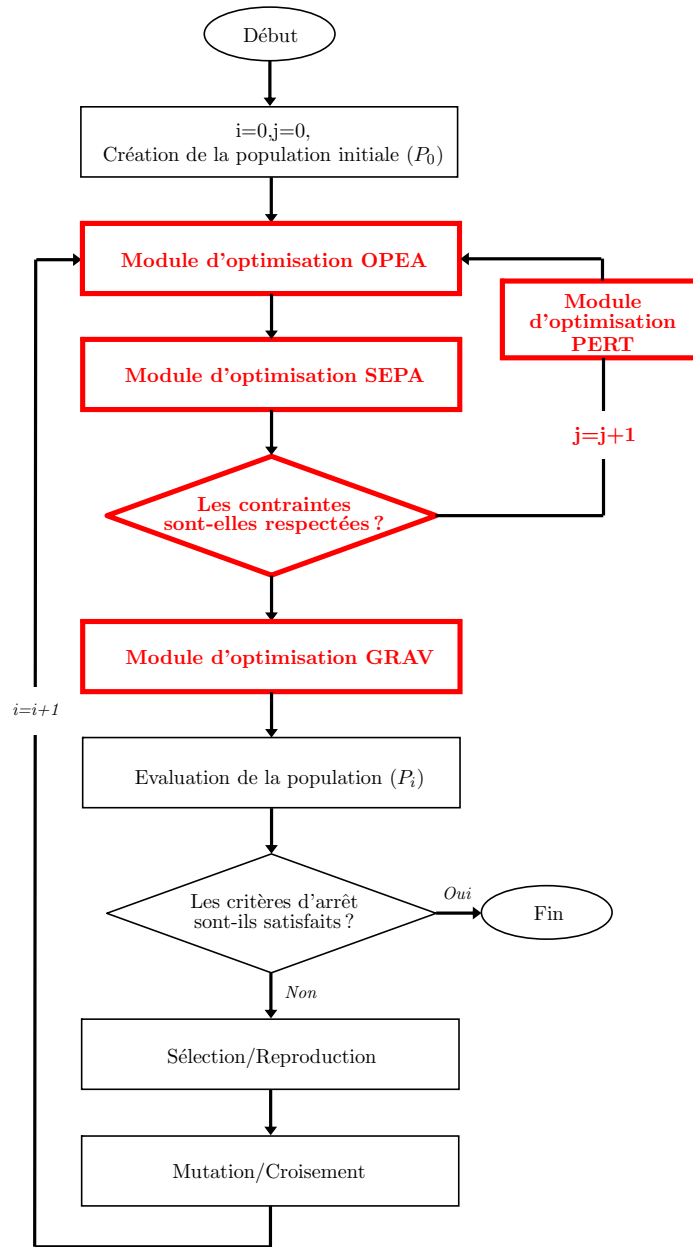 Début
i=0,j=0,
Création de la population initiale (P₀)
Module d'optimisation OPEA
Module
d'optimisation
PERT
Module d'optimisation SEPA
j=j+1
Les contraintes
sont-elles respectées ?
Module d'optimisation GRAV
i=i+1
Evaluation de la population (Pᵢ)
Les critères d'arrêt
sont-ils satisfaits ?
Oui
Fin
Non
Sélection/Reproduction
Mutation/Croisement